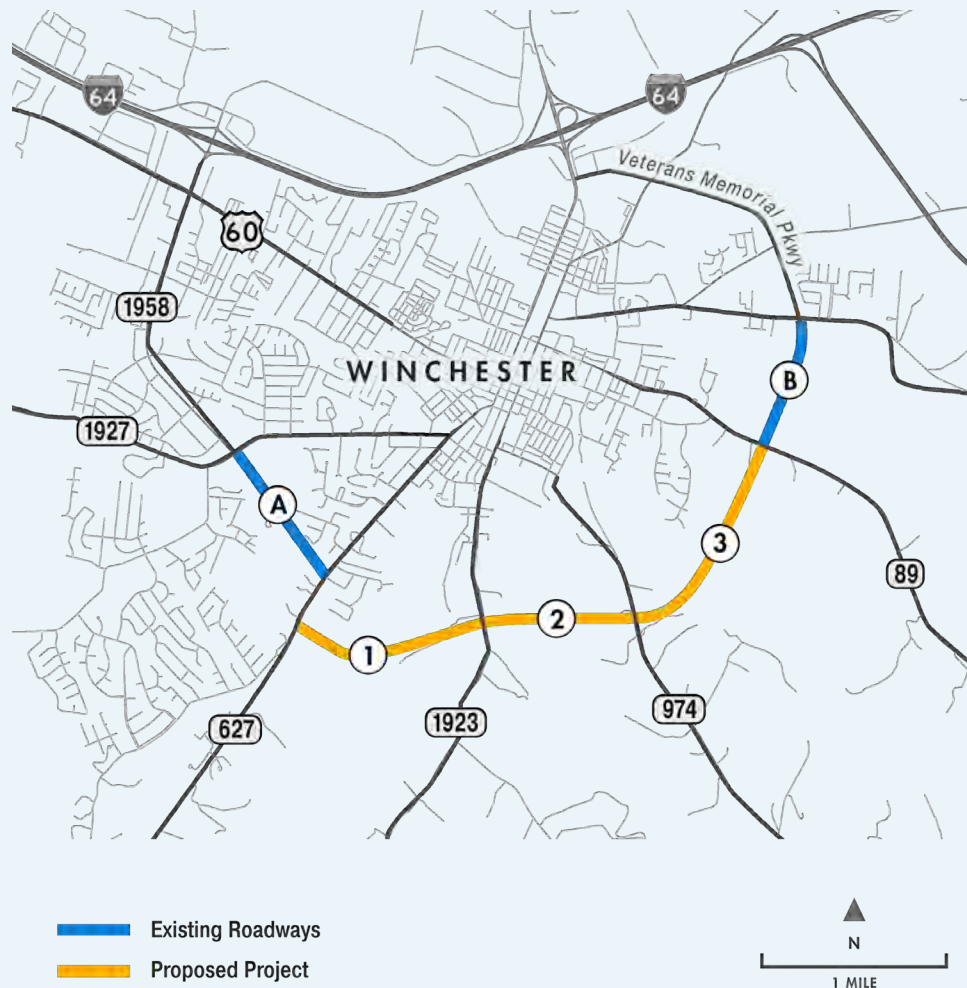 64
64
Veterans Memorial Pkwy
60
1958
WINCHESTER
B
1927
A
3
89
2
1
974
1923
627
Existing Roadways
Proposed Project
N
1 MILE